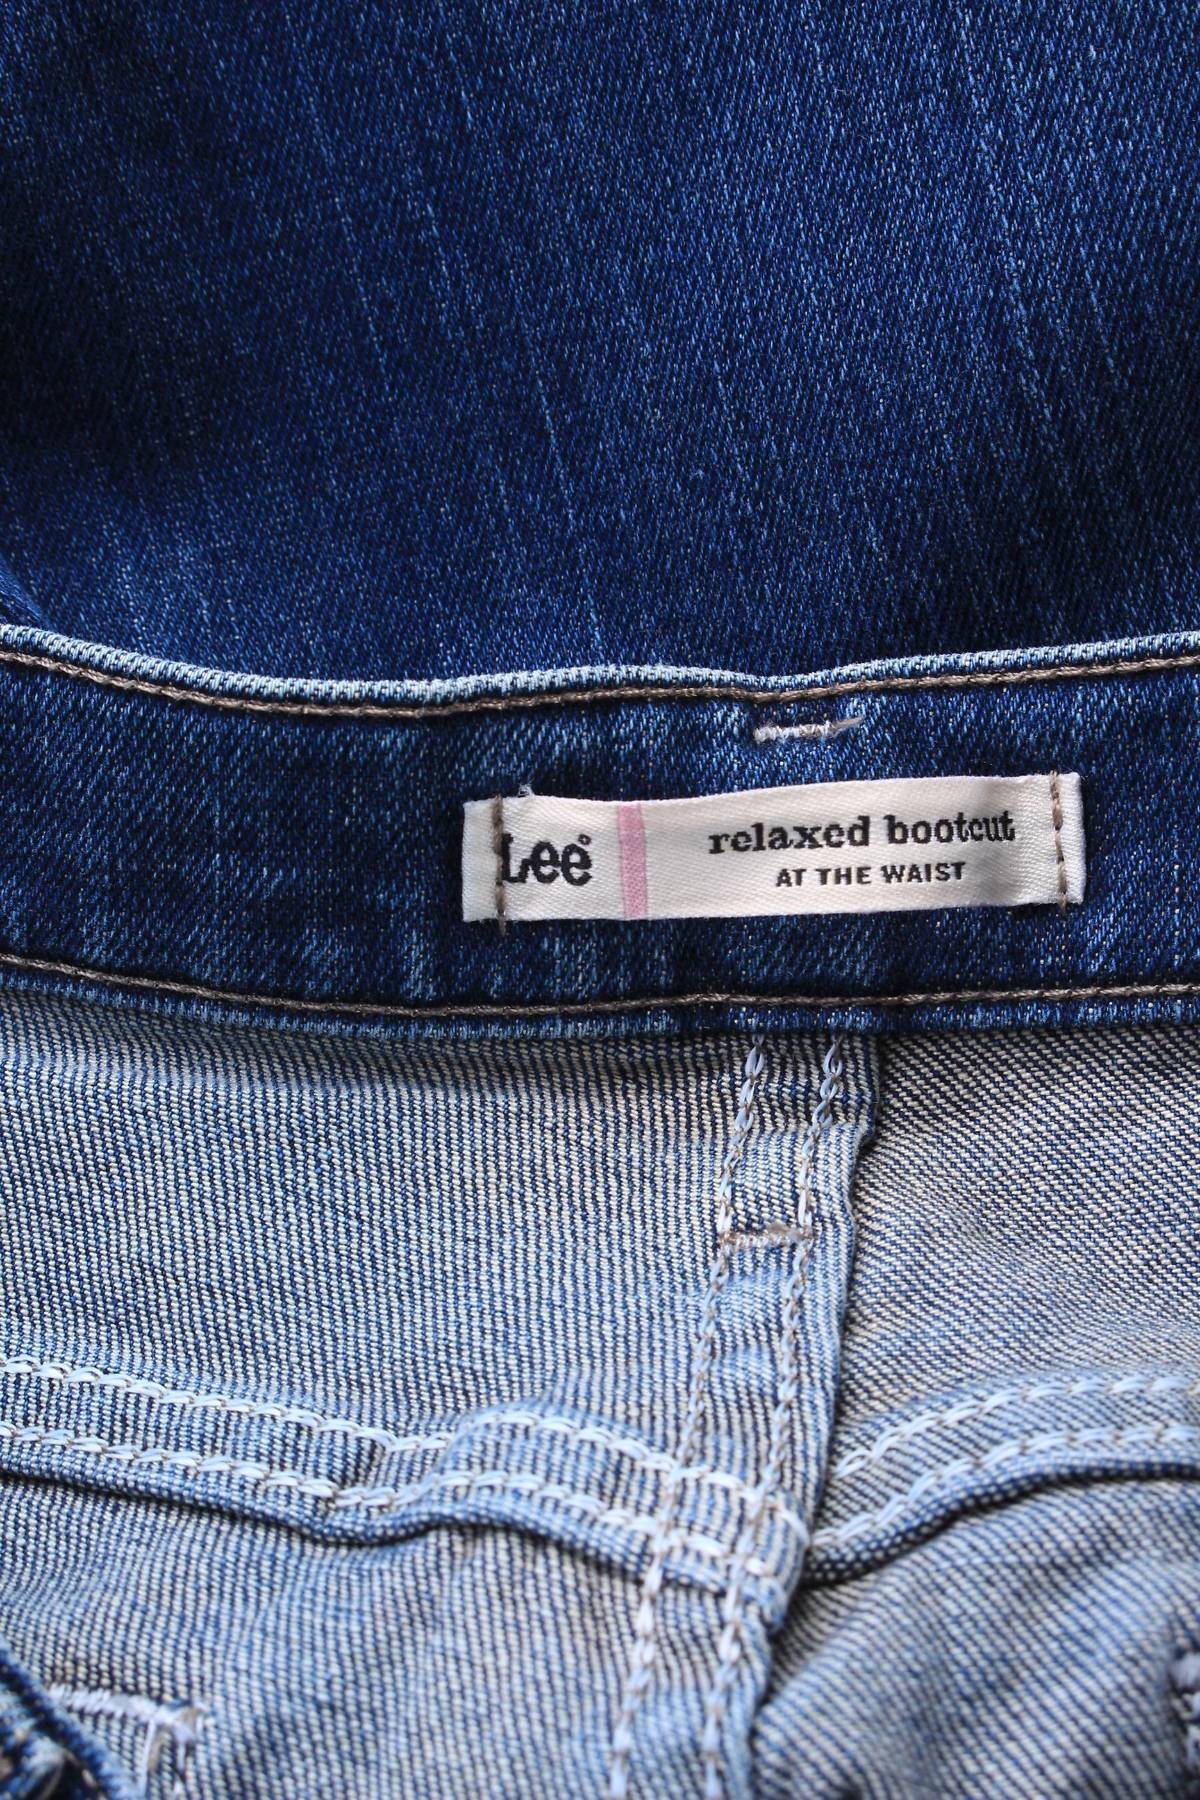 Lee®
relaxed bootcut
AT THE WAIST